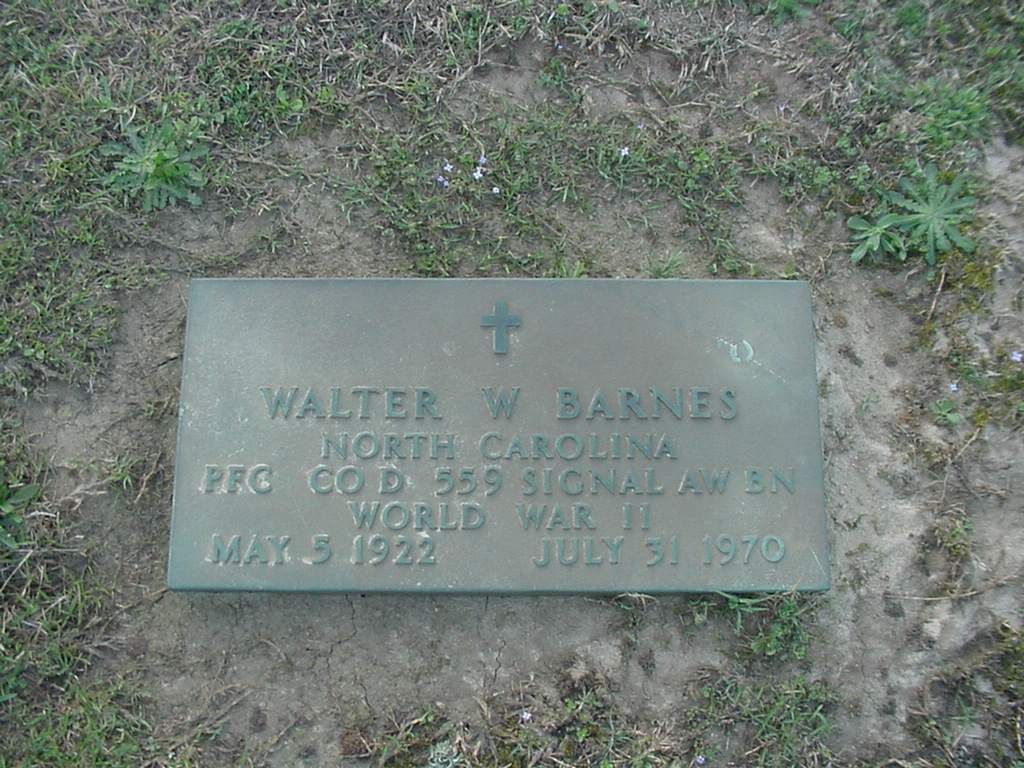 WALTER W BARNES
NORTH CAROLINA
PFC CO D 559 SIGNAL AW BN
WORLD WAR II
MAY 5 1922 JULY 31 1970